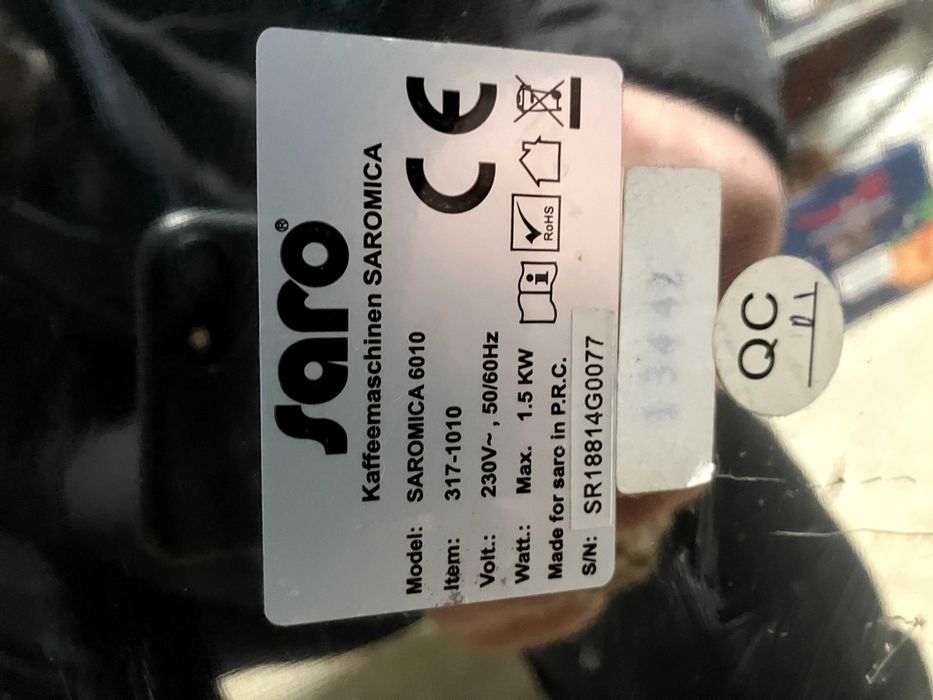 saro®
Kaffeemaschinen SAROMICA
Model: SAROMICA 6010
Item: 317-1010
Volt.: 230V~, 50/60Hz
Watt.: Max. 1.5 KW
Made for saro in P.R.C.
S/N: SR18814G0077
CE
i
RoHS
QC